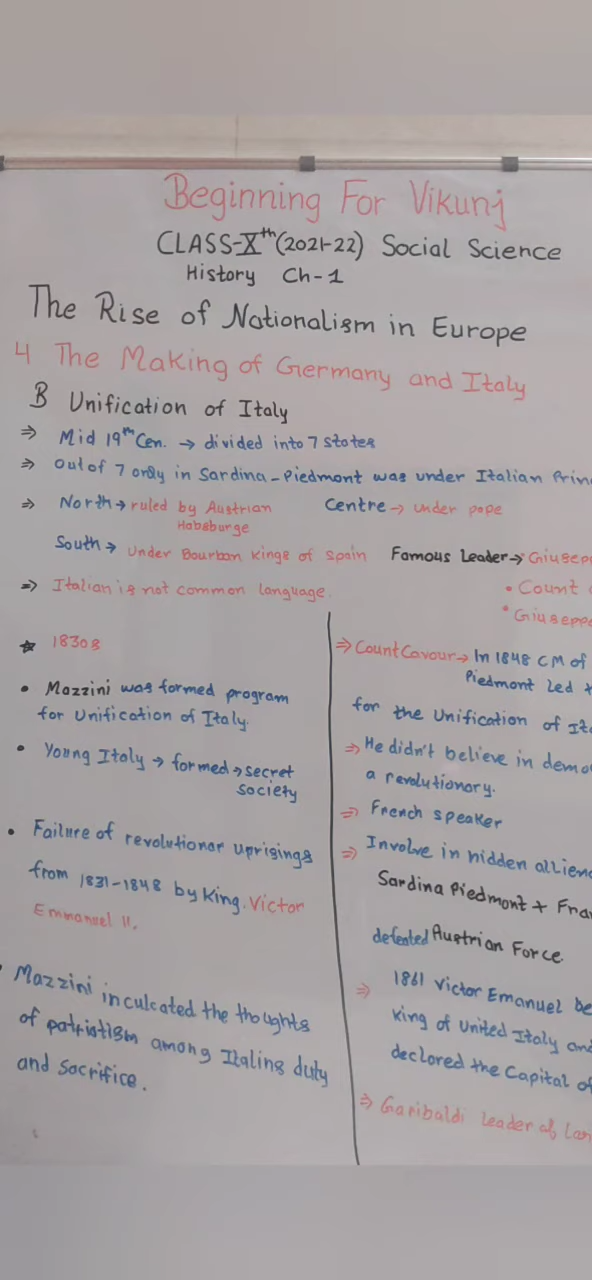 Beginning For Vikunj
CLASS-Xth (2021-22) Social Science
History Ch-1
The Rise of Nationalism in Europe
4 The Making of Germany and Italy
B Unification of Italy
⇒ Mid 19th Cen. → divided into 7 states
⇒ Out of 7 only in Sardina-Piedmont was under Italian
⇒ North → ruled by Austrian Centre → under pope
Habsburge
South → Under Bourban kings of spain Famous Leader →
⇒ Italian is not common language.
• Count
•
★ 1830s
• Mazzini was formed program
for Unification of Italy.
• Young Italy → formed → secret
society
• Failure of revolutionar uprisings
from 1831-1848 by King. Victor
Emmanuel II.
• Mazzini inculcated the thoughts
of patriotism among Italins duty
and sacrifice.
⇒ Count Cavour → In 1848 CM of
Piedmont Led
for the Unification of
⇒ He didn't believe in
a revolutionary.
⇒ French speaker
⇒ Involve in hidden
Sardina Piedmont +
defeated Austrian Force.
⇒ 1861 Victor Emanuel
king of United Italy
declored the Capital of
⇒ Garibaldi leader of